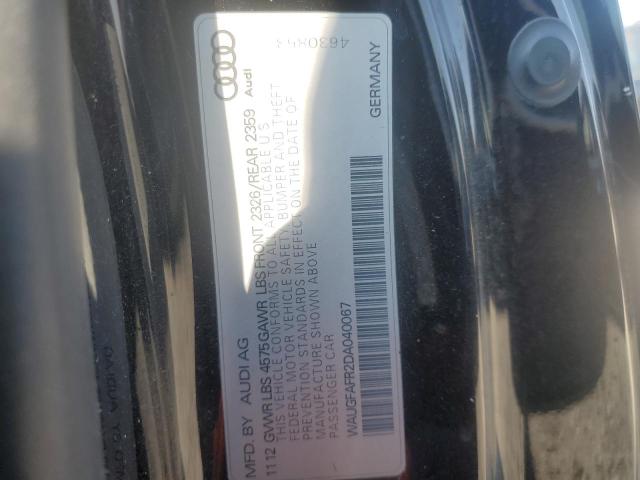 MFD. BY AUDI AG
Audi
11 12 GVWR LBS 4575 GAWR LBS FRONT 2326/REAR 2359
THIS VEHICLE CONFORMS TO ALL APPLICABLE U.S.
FEDERAL MOTOR VEHICLE SAFETY, BUMPER AND THEFT
PREVENTION STANDARDS IN EFFECT ON THE DATE OF
MANUFACTURE SHOWN ABOVE
PASSENGER CAR
WAUGFAFR2DA040067
GERMANY